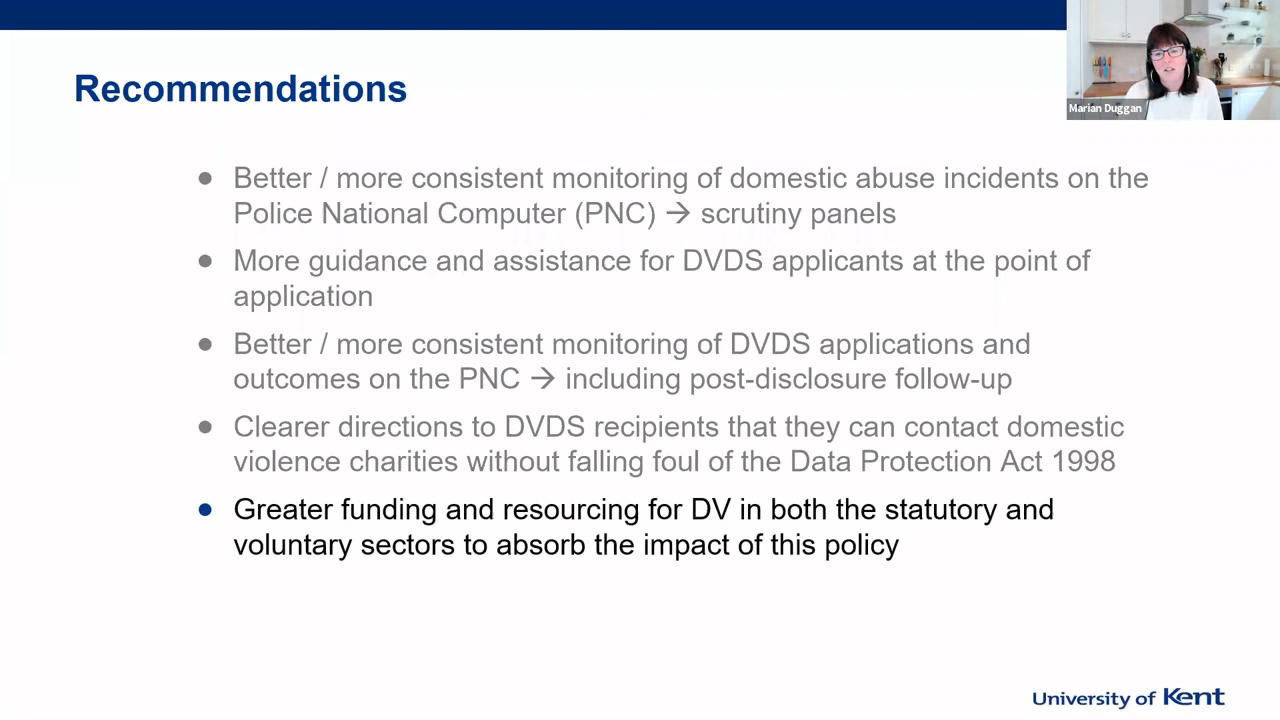 Recommendations
Marian Duggan
● Better / more consistent monitoring of domestic abuse incidents on the
Police National Computer (PNC) → scrutiny panels
● More guidance and assistance for DVDS applicants at the point of
application
● Better / more consistent monitoring of DVDS applications and
outcomes on the PNC → including post-disclosure follow-up
● Clearer directions to DVDS recipients that they can contact domestic
violence charities without falling foul of the Data Protection Act 1998
● Greater funding and resourcing for DV in both the statutory and
voluntary sectors to absorb the impact of this policy
University of Kent